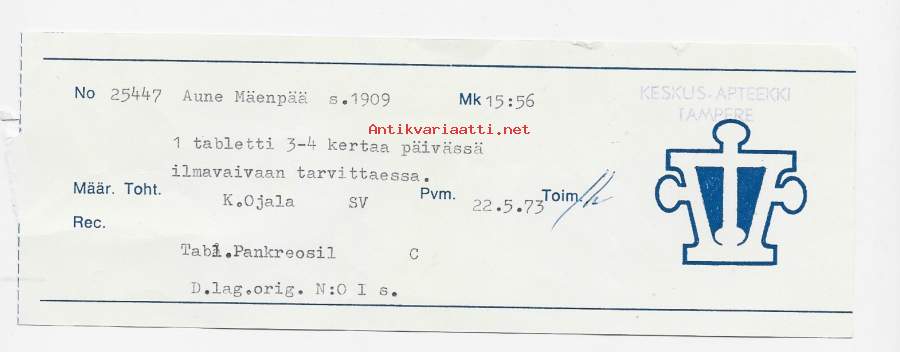 No 25447 Aune Mäenpää s.1909 Mk 15:56
KESKUS-APTEEKKI
TAMPERE
Antikvariaatti.net
1 tabletti 3-4 kertaa päivässä
ilmavaivaan tarvittaessa.
Määr. Toht. K.Ojala SV Pvm. 22.5.73 Toim.
Rec.
Tabl.Pankreosil C
D.lag.orig. N:O I s.